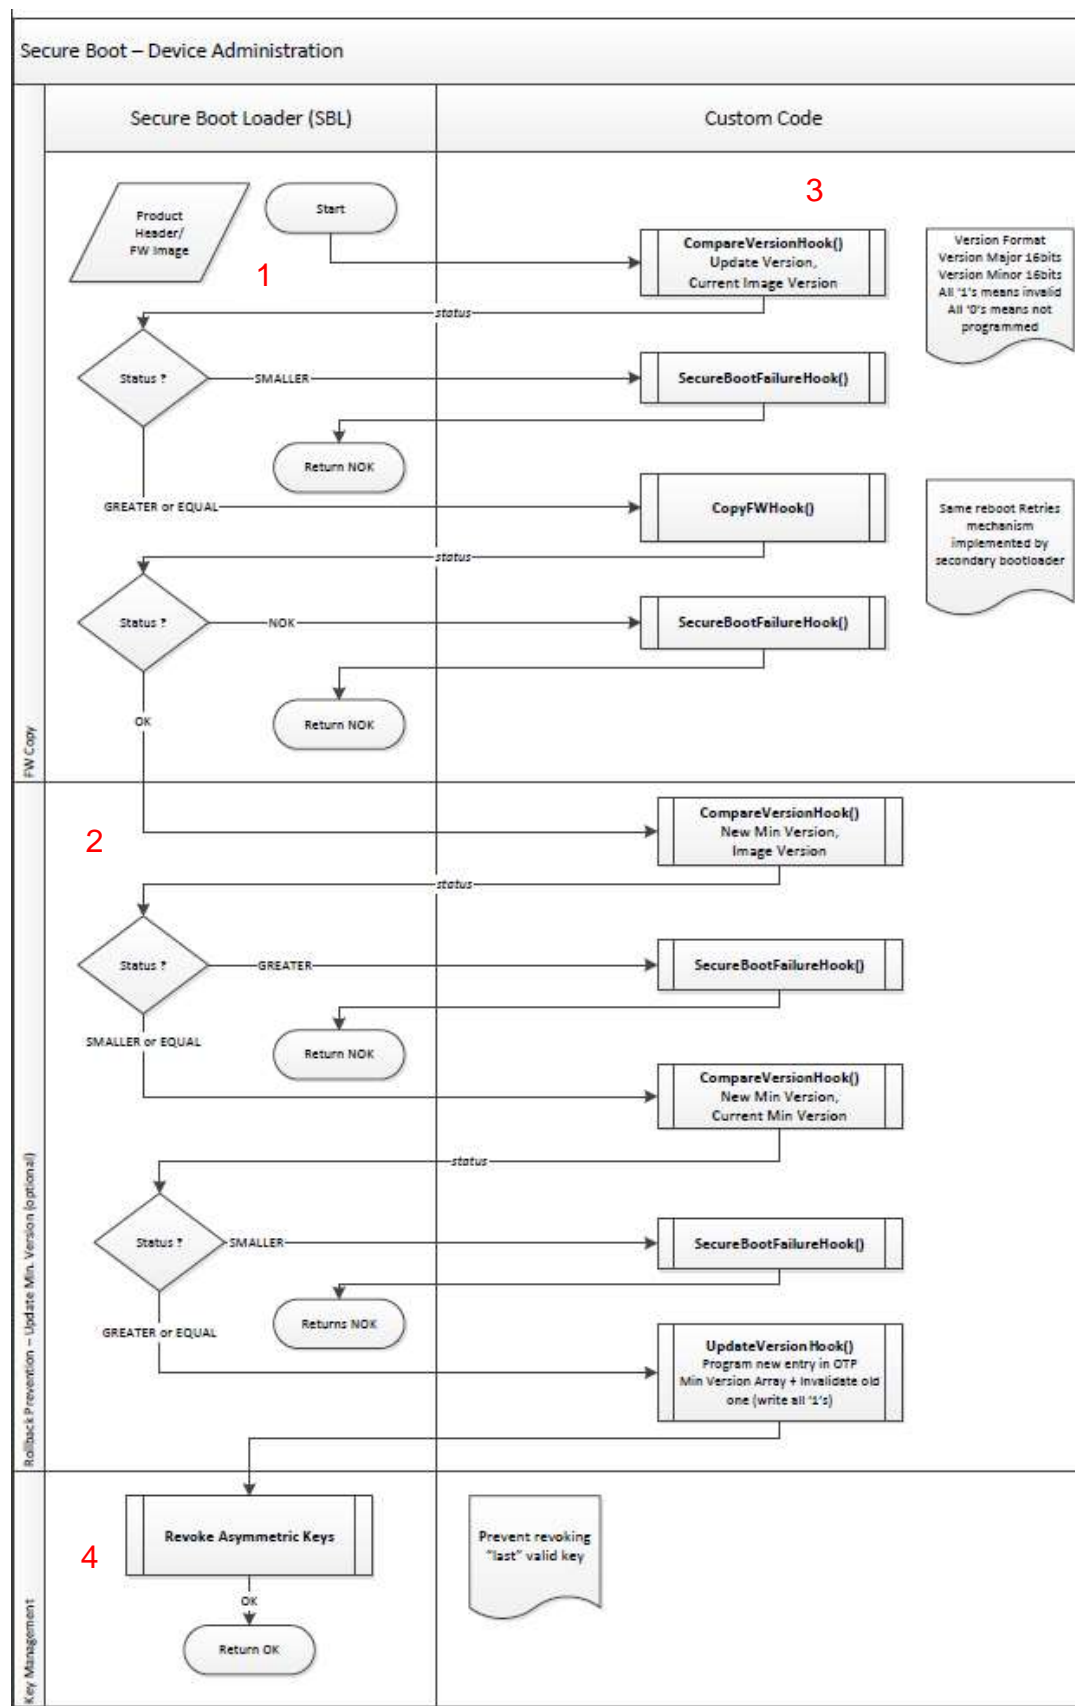 Secure Boot – Device Administration
Secure Boot Loader (SBL)
Custom Code
Product
Header/
FW Image
Start
1
3
CompareVersionHook()
Update Version,
Current Image Version
Version Format
Version Major 16bits
Version Minor 16bits
All '1's means invalid
All '0's means not
programmed
status
Status ?
SMALLER
SecureBootFailureHook()
Return NOK
GREATER or EQUAL
CopyFWHook()
Same reboot Retries
mechanism
implemented by
secondary bootloader
status
Status ?
NOK
SecureBootFailureHook()
Return NOK
OK
FW Copy
2
CompareVersionHook()
New Min Version,
Image Version
status
Status ?
GREATER
SecureBootFailureHook()
Return NOK
SMALLER or EQUAL
CompareVersionHook()
New Min Version,
Current Min Version
status
Status ?
SMALLER
SecureBootFailureHook()
Returns NOK
GREATER or EQUAL
UpdateVersionHook()
Program new entry in OTP
Min Version Array + Invalidate old
one (write all '1's)
Rollback Prevention – Update Min. Version (optional)
4
Revoke Asymmetric Keys
Prevent revoking
"last" valid key
OK
Return OK
Key Management